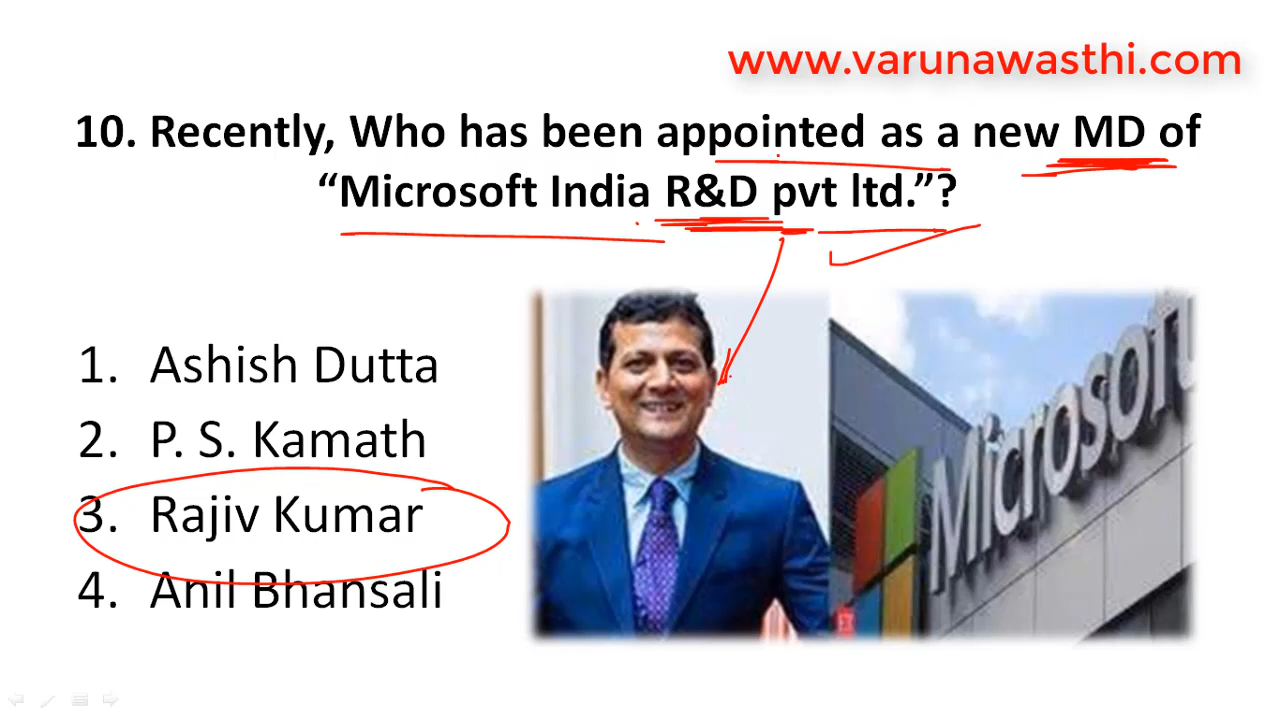 www.varunawasthi.com
10. Recently, Who has been appointed as a new MD of
“Microsoft India R&D pvt ltd.”?
1. Ashish Dutta
2. P. S. Kamath
3. Rajiv Kumar
4. Anil Bhansali
Microsoft
ET